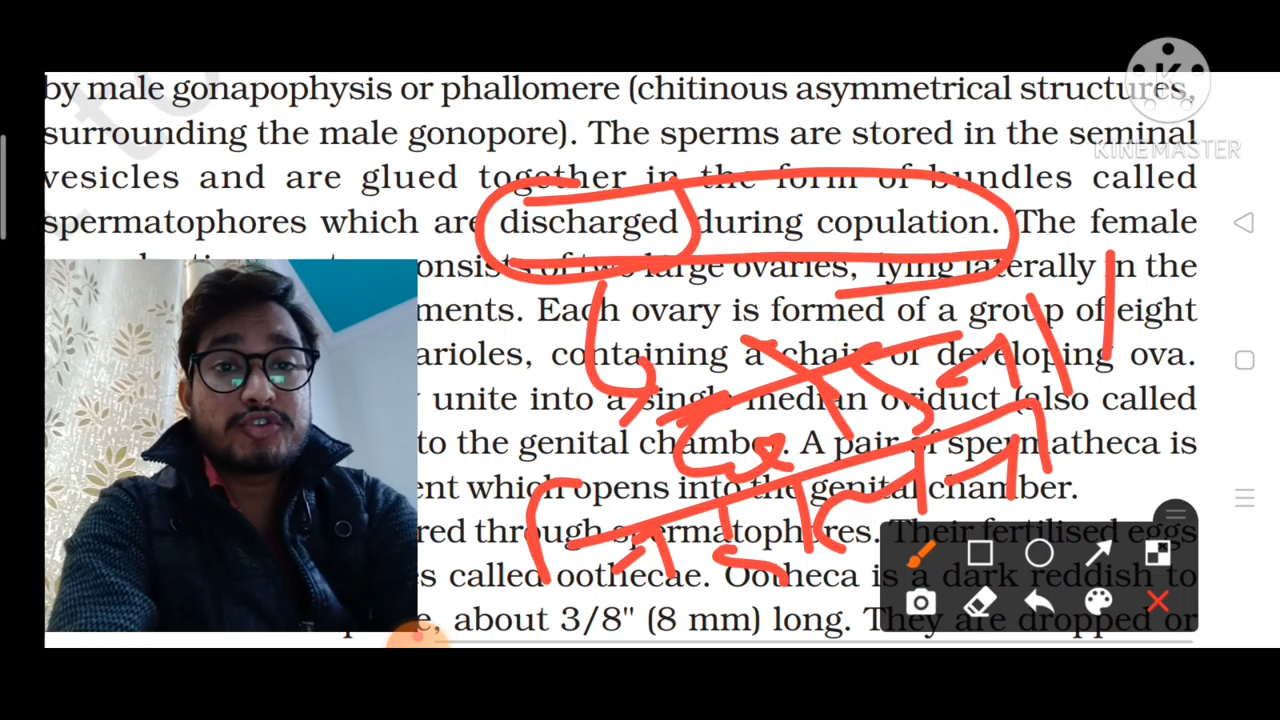 by male gonapophysis or phallomere (chitinous asymmetrical structures,
surrounding the male gonopore). The sperms are stored in the seminal
vesicles and are glued together in the form of bundles called
spermatophores which are discharged during copulation. The female
onsists of two large ovaries, lying laterally in the
ments. Each ovary is formed of a group of eight
arioles, containing a chain of developing ova.
unite into a single median oviduct (also called
to the genital chamber. A pair of spermatheca is
ent which opens into the genital chamber.
red through spermatophores. Their fertilised eggs
es called oothecae. Ootheca is a dark reddish to
e, about 3/8" (8 mm) long. They are dropped or
KINEMASTER